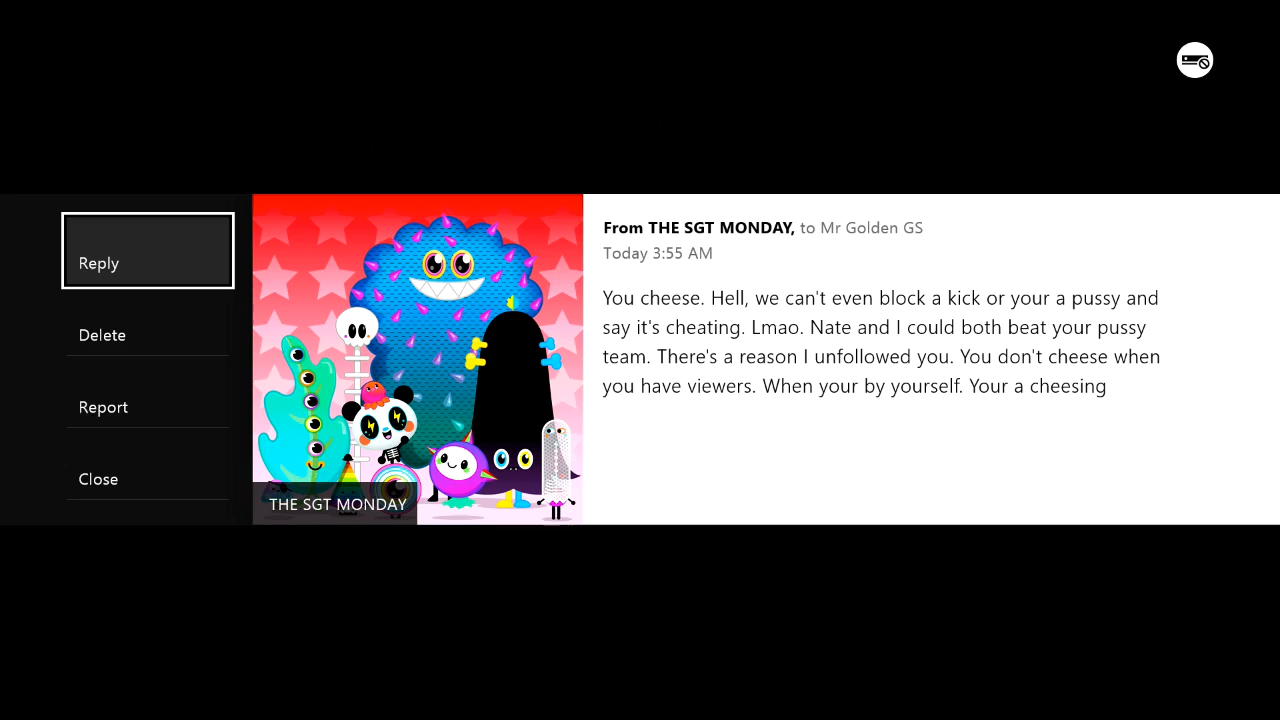 Reply
Delete
Report
Close
THE SGT MONDAY
From THE SGT MONDAY, to Mr Golden GS
Today 3:55 AM
You cheese. Hell, we can't even block a kick or your a pussy and
say it's cheating. Lmao. Nate and I could both beat your pussy
team. There's a reason I unfollowed you. You don't cheese when
you have viewers. When your by yourself. Your a cheesing